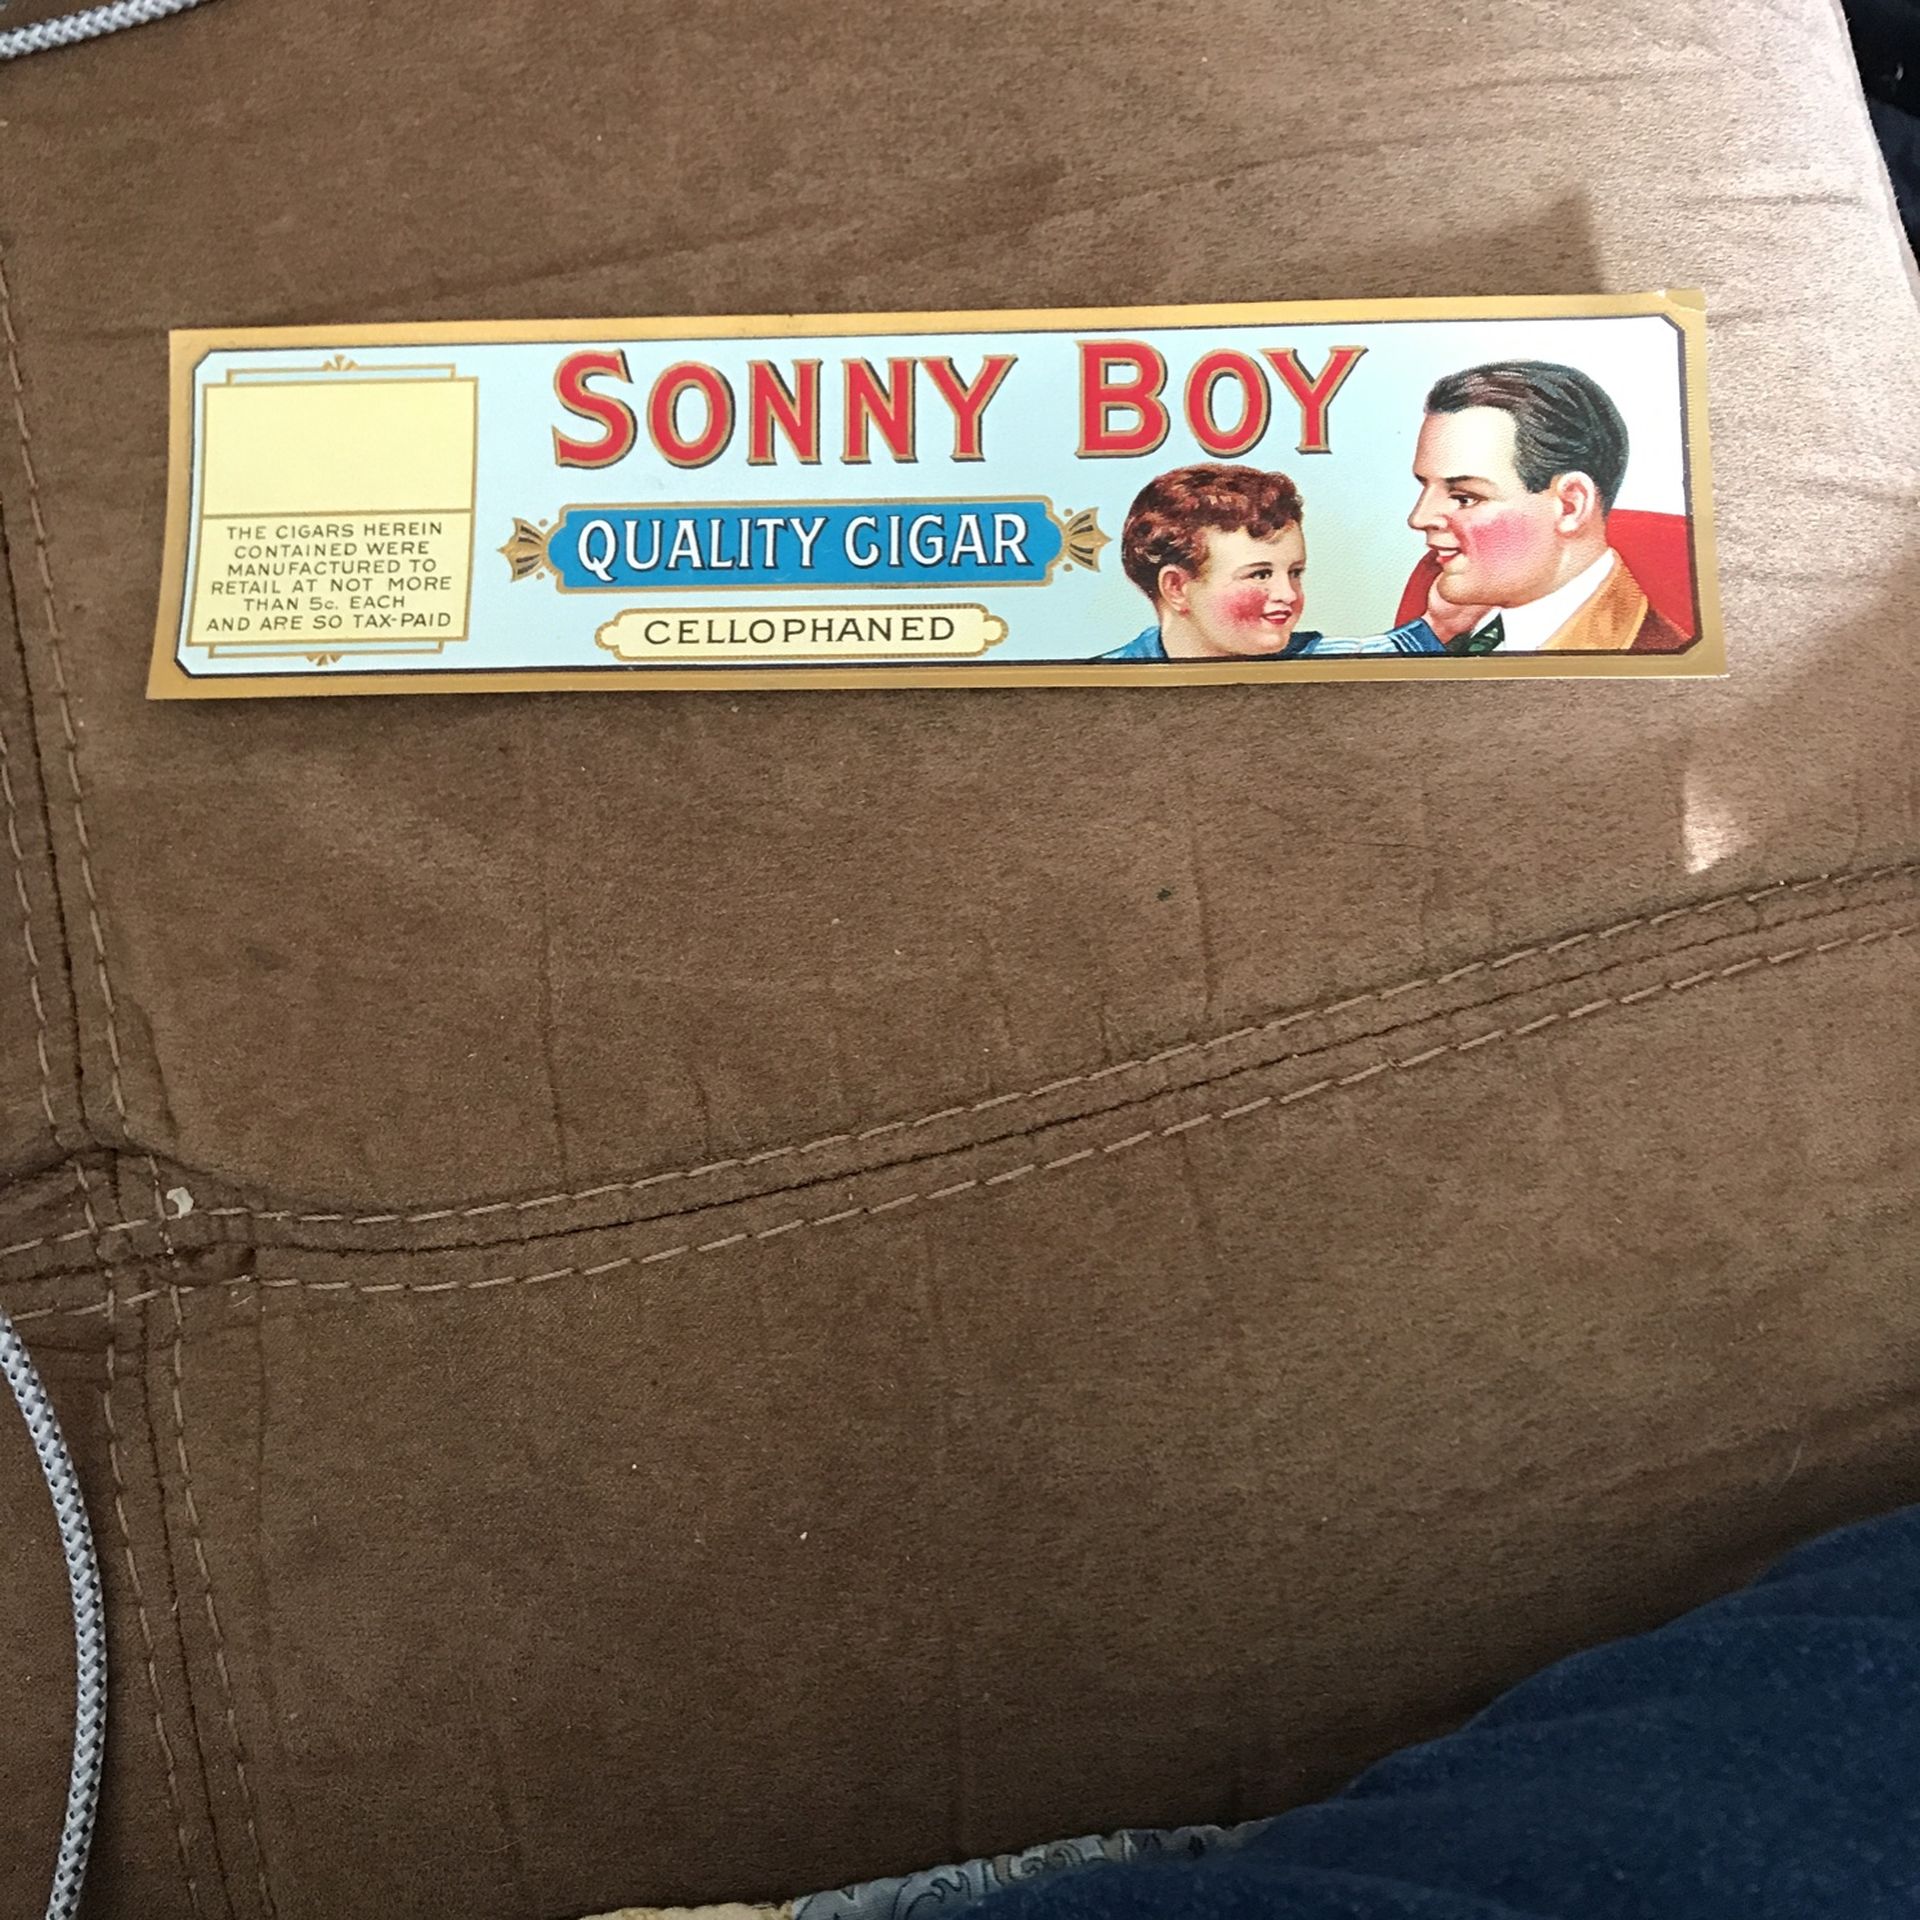 SONNY BOY
QUALITY CIGAR
CELLOPHANED
THE CIGARS HEREIN
CONTAINED WERE
MANUFACTURED TO
RETAIL AT NOT MORE
THAN 5c. EACH
AND ARE SO TAX-PAID